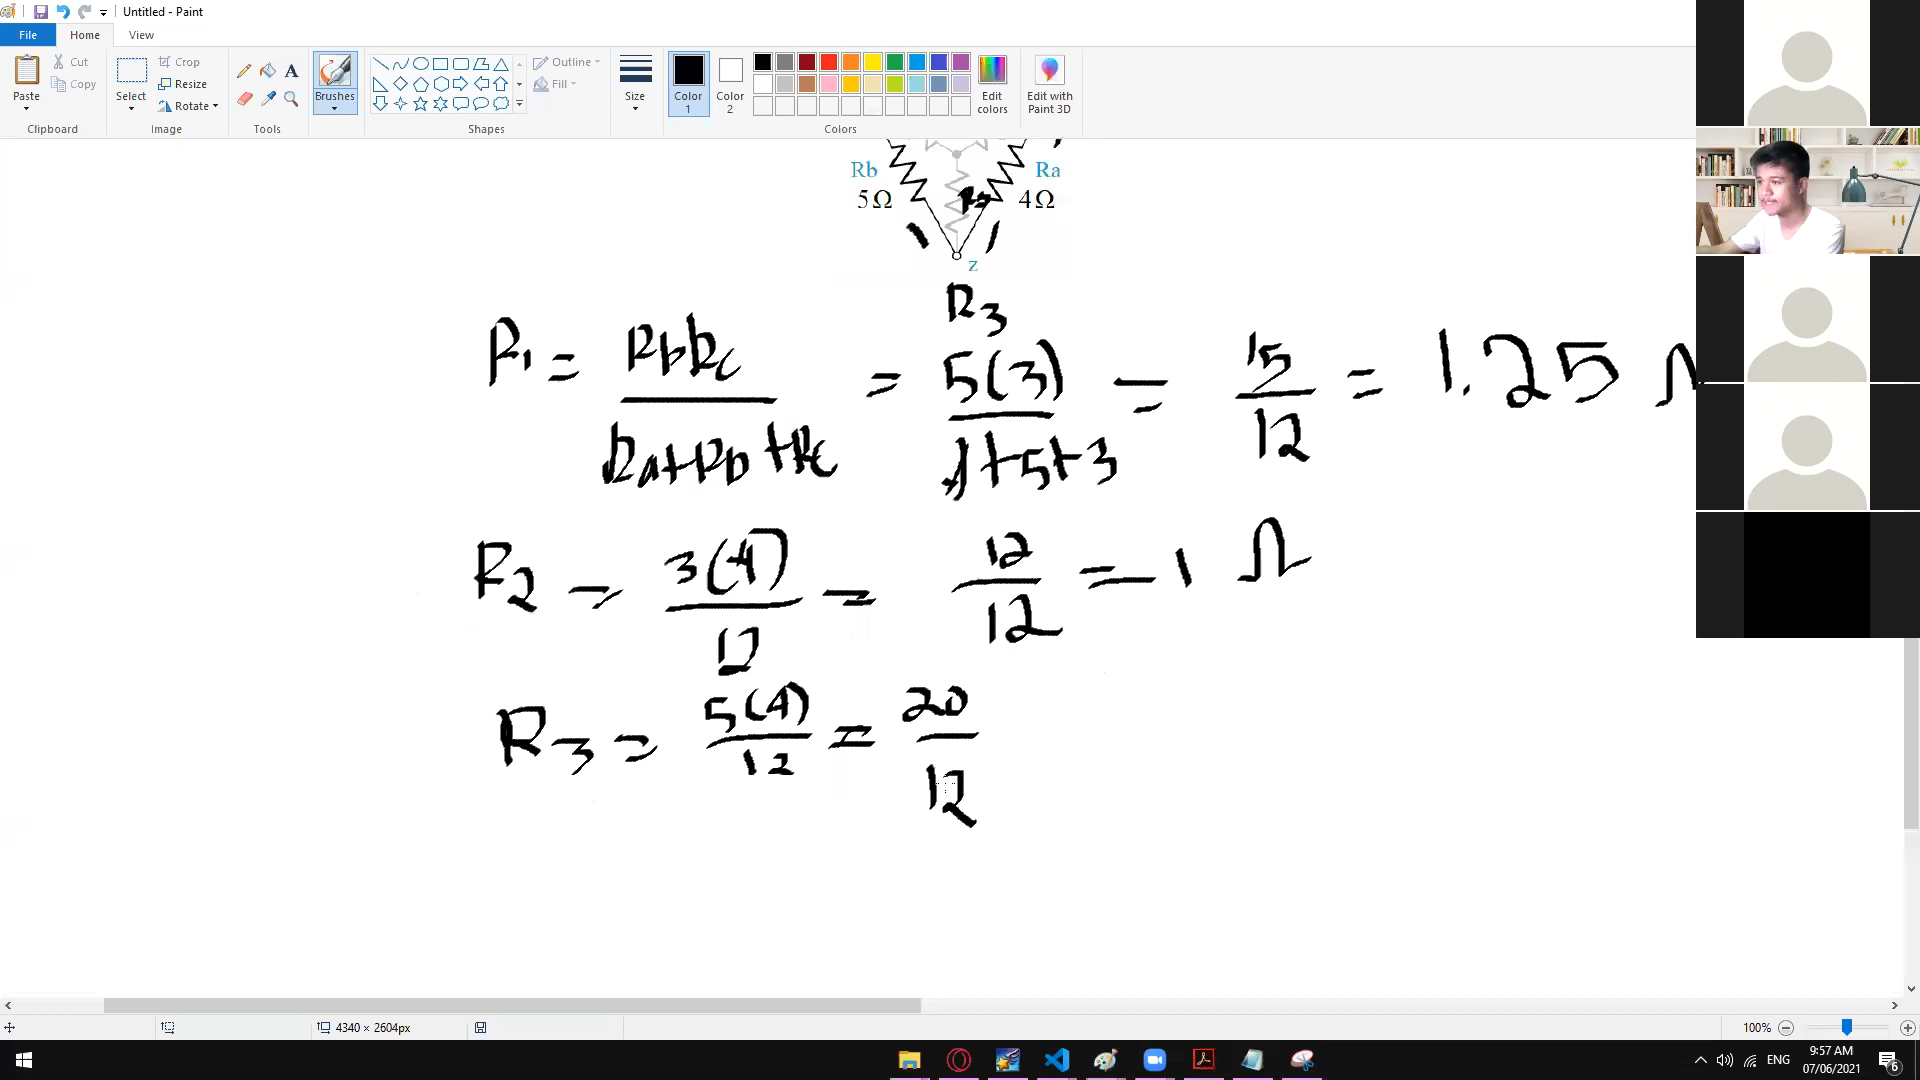 Untitled - Paint
File Home View
Paste Cut Copy
Clipboard
Select Crop Resize Rotate
Image
Tools
Brushes
Shapes
Outline
Fill
Size
Color 1
Color 2
Edit colors
Edit with Paint 3D
Colors
Rb Ra
5Ω 4Ω
z
R3
R1 = RbRc / Ra+Rb+Rc = 5(3) / 4+5+3 = 15/12 = 1.25 Ω
R2 = 3(4)/12 = 12/12 = 1 Ω
R3 = 5(4)/12 = 20/12
4340 × 2604px
100%
ENG
9:57 AM
07/06/2021
6